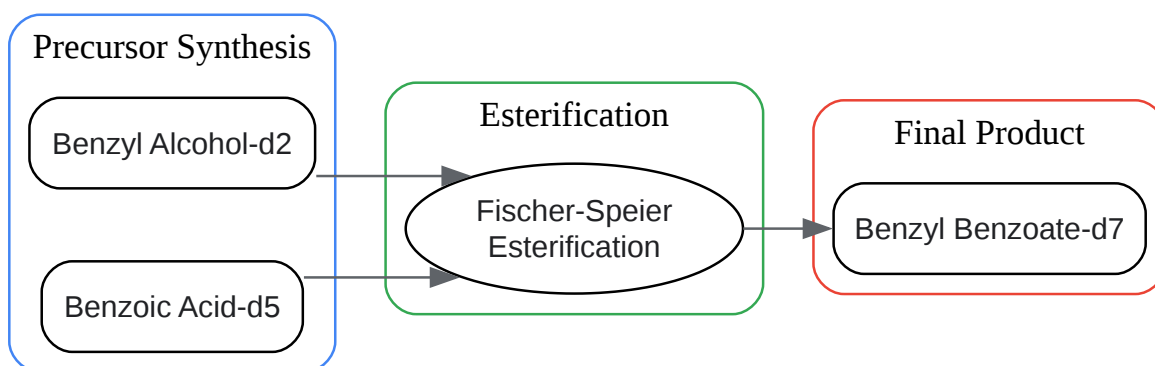 Precursor Synthesis
Benzyl Alcohol-d2
Benzoic Acid-d5
Esterification
Fischer-Speier
Esterification
Final Product
Benzyl Benzoate-d7